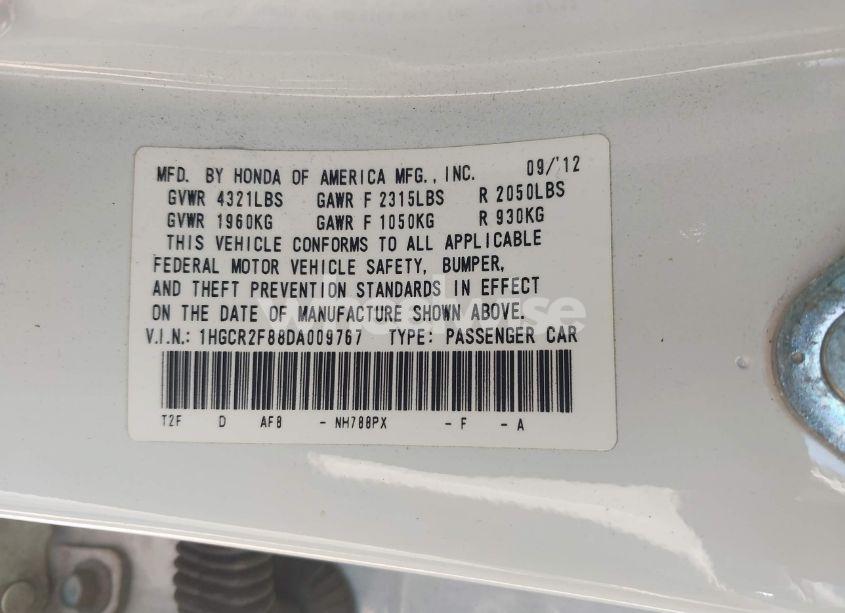 MFD. BY HONDA OF AMERICA MFG., INC. 09/'12
GVWR 4321LBS GAWR F 2315LBS R 2050LBS
GVWR 1960KG GAWR F 1050KG R 930KG
THIS VEHICLE CONFORMS TO ALL APPLICABLE
FEDERAL MOTOR VEHICLE SAFETY, BUMPER,
AND THEFT PREVENTION STANDARDS IN EFFECT
ON THE DATE OF MANUFACTURE SHOWN ABOVE.
V.I.N.: 1HGCR2F88DA009767 TYPE: PASSENGER CAR
T2F D AF8 - NH788PX - F - A